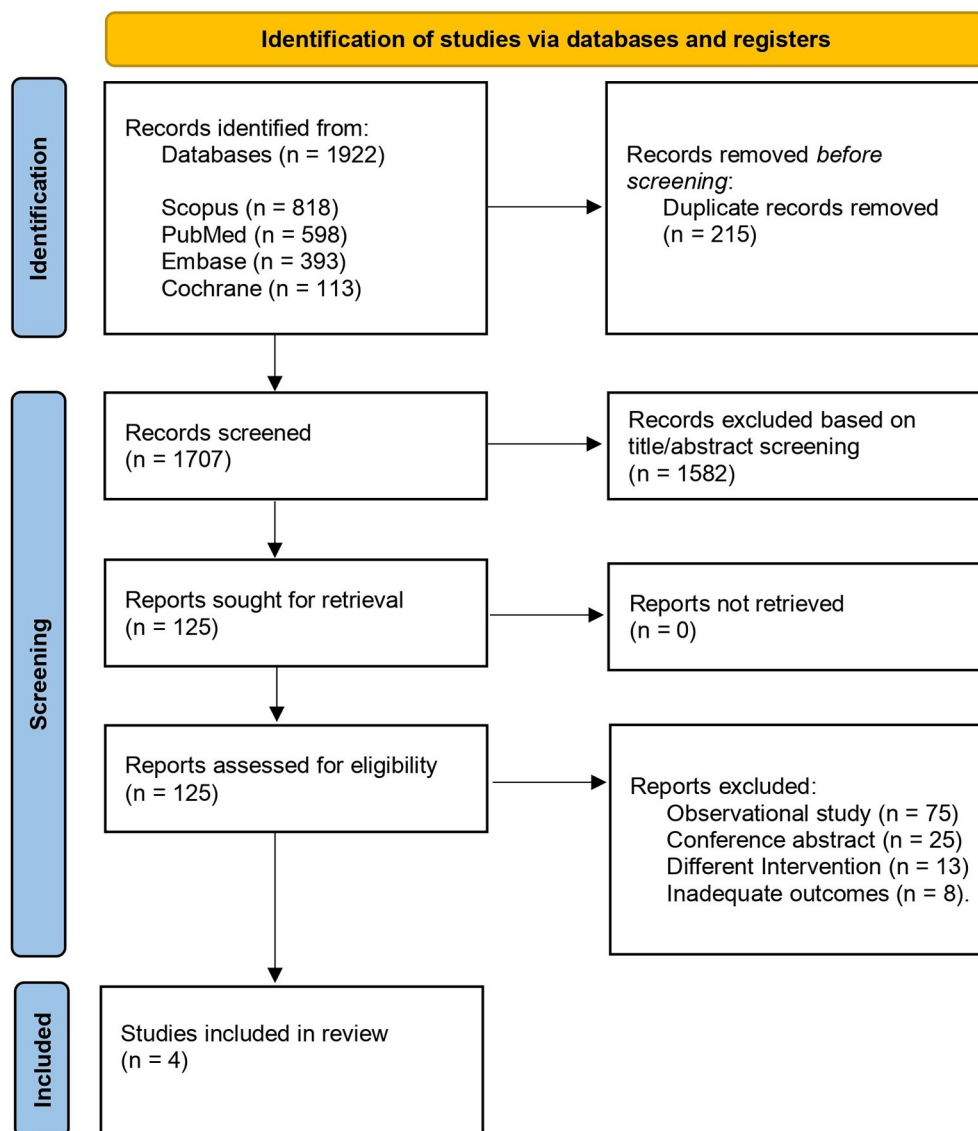 Identification of studies via databases and registers
Identification
Records identified from:
Databases (n = 1922)
Scopus (n = 818)
PubMed (n = 598)
Embase (n = 393)
Cochrane (n = 113)
Records removed before
screening:
Duplicate records removed
(n = 215)
Screening
Records screened
(n = 1707)
Records excluded based on
title/abstract screening
(n = 1582)
Reports sought for retrieval
(n = 125)
Reports not retrieved
(n = 0)
Reports assessed for eligibility
(n = 125)
Reports excluded:
Observational study (n = 75)
Conference abstract (n = 25)
Different Intervention (n = 13)
Inadequate outcomes (n = 8).
Included
Studies included in review
(n = 4)